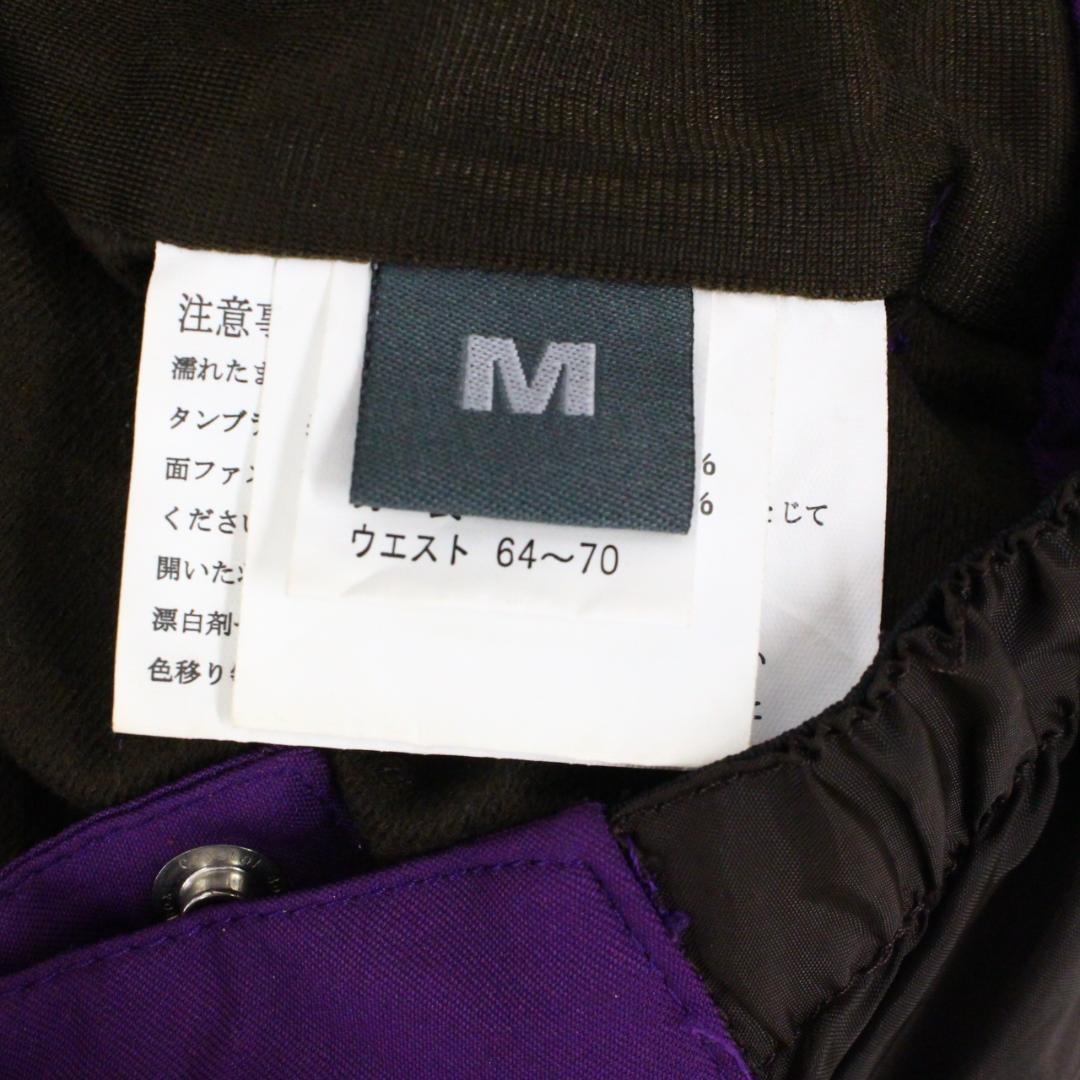 注意
濡れたま
タンブラ
面ファン
ください
開いた
漂白剤
色移り
M
%
%
ウエスト 64～70
じて